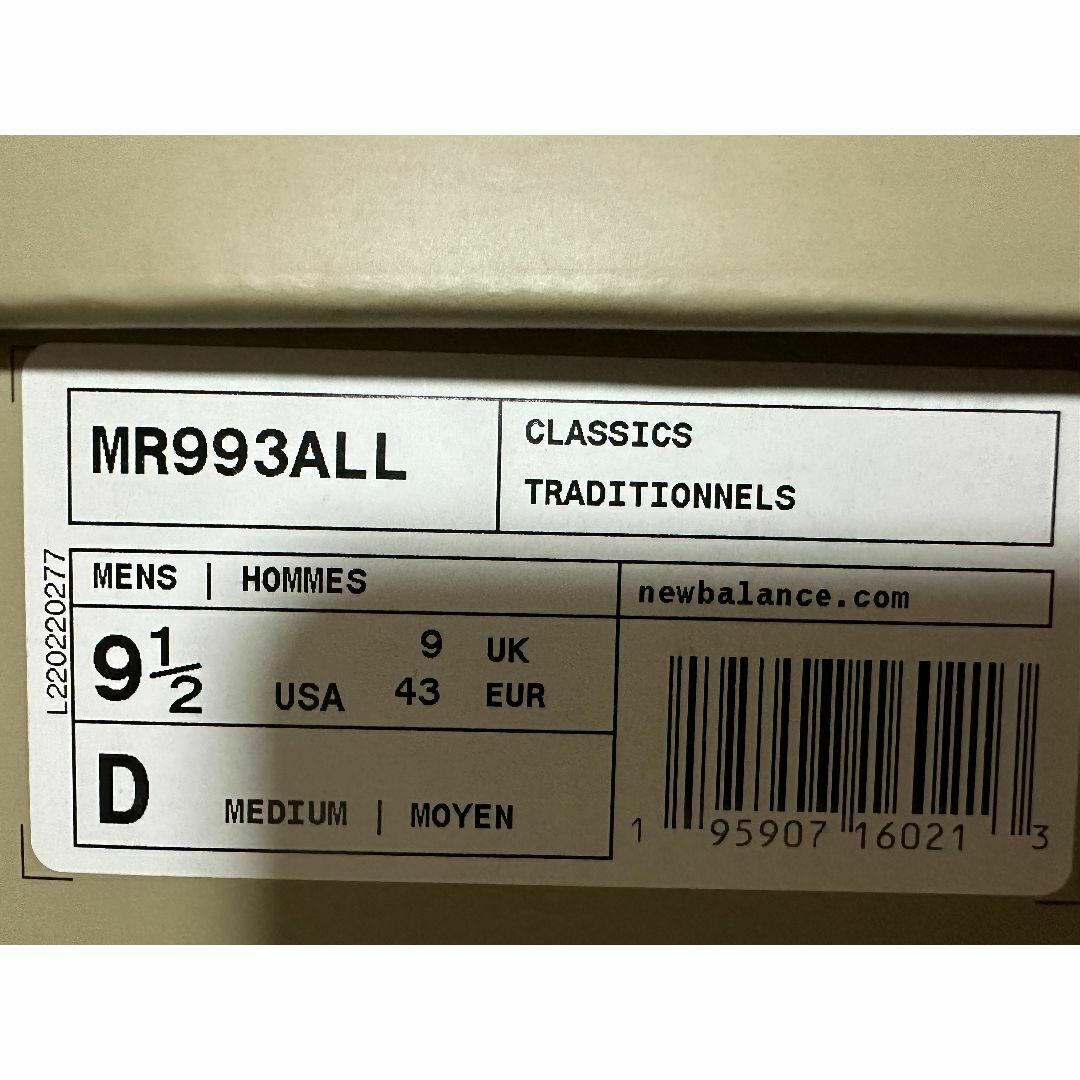 MR993ALL
CLASSICS
TRADITIONNELS
L220220277
MENS | HOMMES
newbalance.com
9½ USA
9 UK
43 EUR
D MEDIUM | MOYEN
1 95907 16021 3